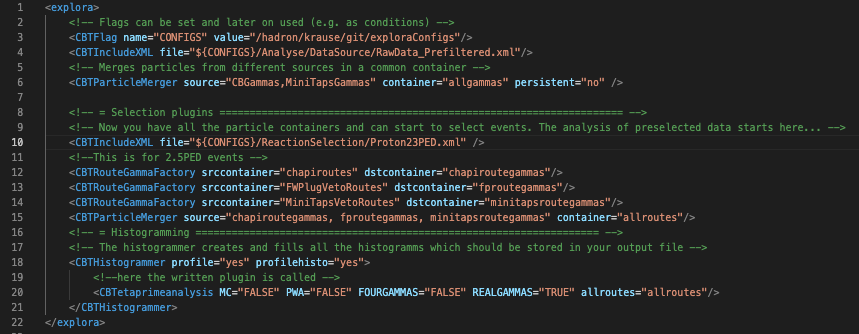 1 <explora>
2 <!-- Flags can be set and later on used (e.g. as conditions) -->
3 <CBTFlag name="CONFIGS" value="/hadron/krause/git/exploraConfigs"/>
4 <CBTIncludeXML file="${CONFIGS}/Analyse/DataSource/RawData_Prefiltered.xml"/>
5 <!-- Merges particles from different sources in a common container -->
6 <CBTParticleMerger source="CBGammas,MiniTapsGammas" container="allgammas" persistent="no" />
7
8 <!-- = Selection plugins ================================================================ -->
9 <!-- Now you have all the particle containers and can start to select events. The analysis of preselected data starts here... -->
10 <CBTIncludeXML file="${CONFIGS}/ReactionSelection/Proton23PED.xml" />
11 <!--This is for 2.5PED events -->
12 <CBTRouteGammaFactory srccontainer="chapiroutes" dstcontainer="chapiroutegammas"/>
13 <CBTRouteGammaFactory srccontainer="FWPlugVetoRoutes" dstcontainer="fproutegammas"/>
14 <CBTRouteGammaFactory srccontainer="MiniTapsVetoRoutes" dstcontainer="minitapsroutegammas"/>
15 <CBTParticleMerger source="chapiroutegammas, fproutegammas, minitapsroutegammas" container="allroutes"/>
16 <!-- = Histogramming ================================================================ -->
17 <!-- The histogrammer creates and fills all the histogramms which should be stored in your output file -->
18 <CBTHistogrammer profile="yes" profilehisto="yes">
19 <!--here the written plugin is called -->
20 <CBTetaprimeanalysis MC="FALSE" PWA="FALSE" FOURGAMMAS="FALSE" REALGAMMAS="TRUE" allroutes="allroutes"/>
21 </CBTHistogrammer>
22 </explora>